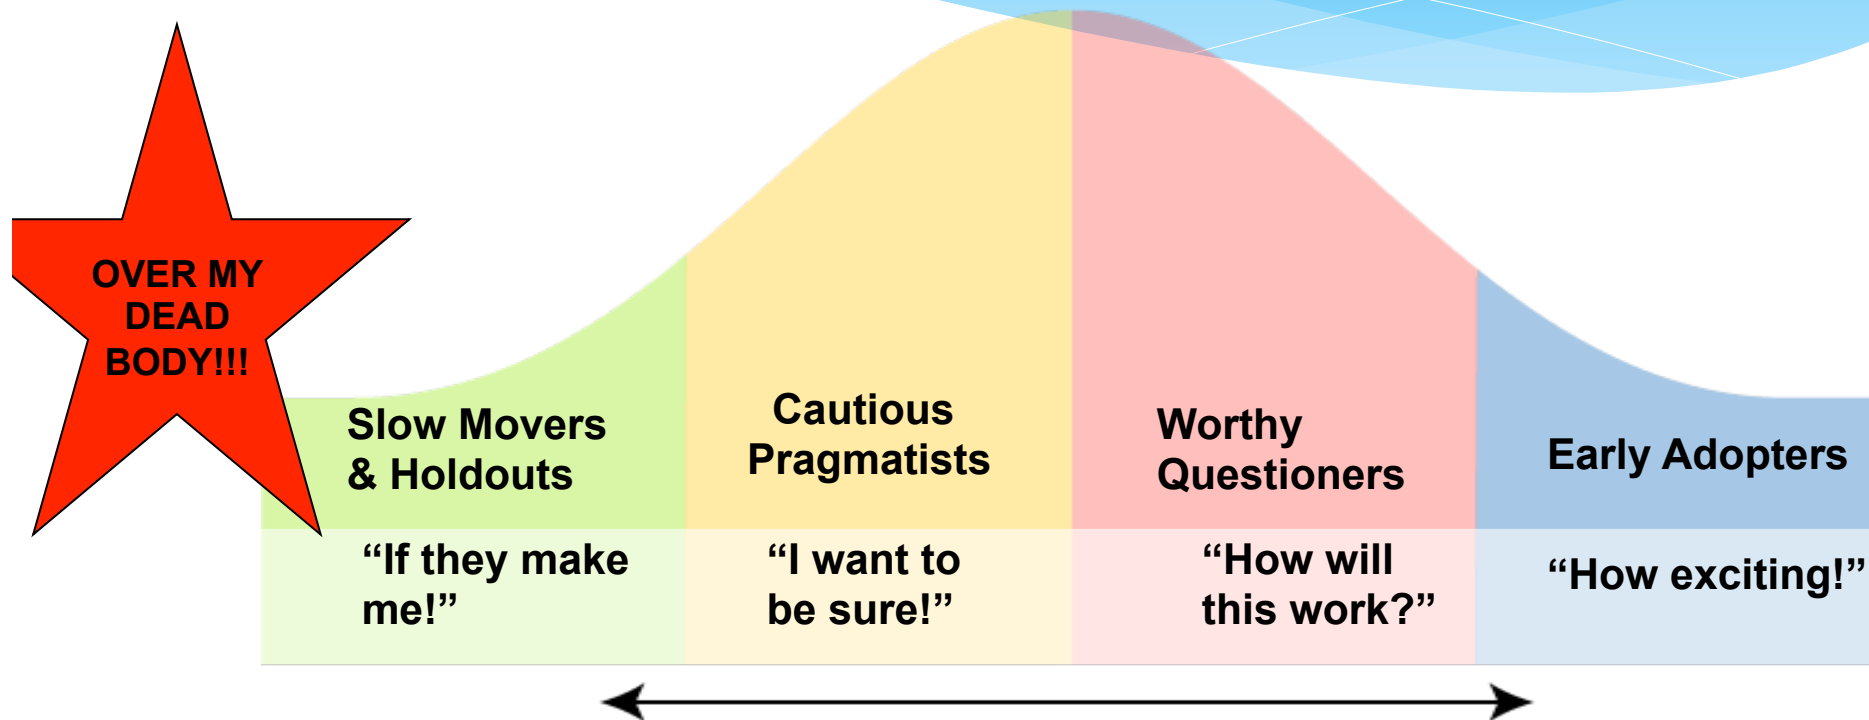 OVER MY
DEAD
BODY!!!
Slow Movers
& Holdouts
Cautious
Pragmatists
Worthy
Questioners
Early Adopters
“If they make
me!”
“I want to
be sure!”
“How will
this work?”
“How exciting!”